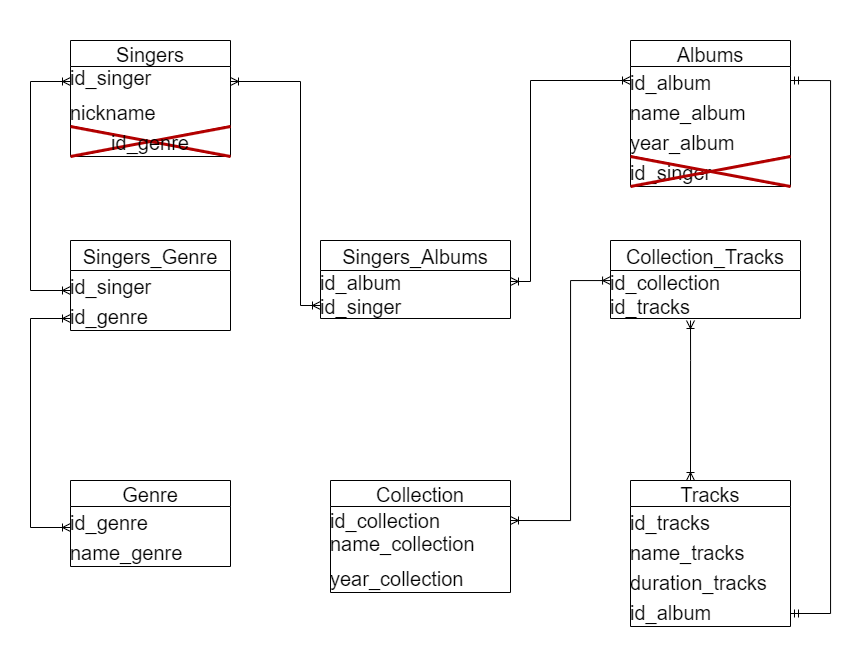 Singers
id_singer
nickname
id_genre
Albums
id_album
name_album
year_album
id_singer
Singers_Genre
id_singer
id_genre
Singers_Albums
id_album
id_singer
Collection_Tracks
id_collection
id_tracks
Genre
id_genre
name_genre
Collection
id_collection
name_collection
year_collection
Tracks
id_tracks
name_tracks
duration_tracks
id_album